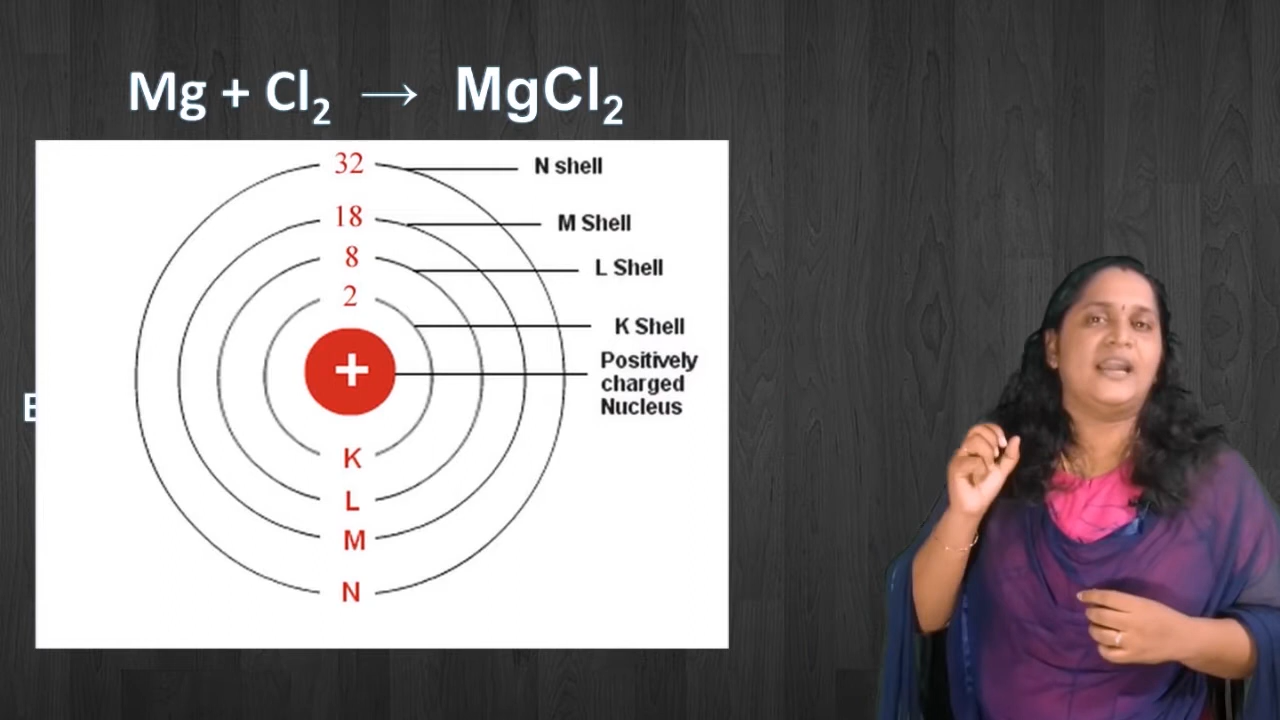 Mg + Cl₂ → MgCl₂
32
N shell
18
M Shell
8
L Shell
2
K Shell
+
Positively
charged
Nucleus
K
L
M
N